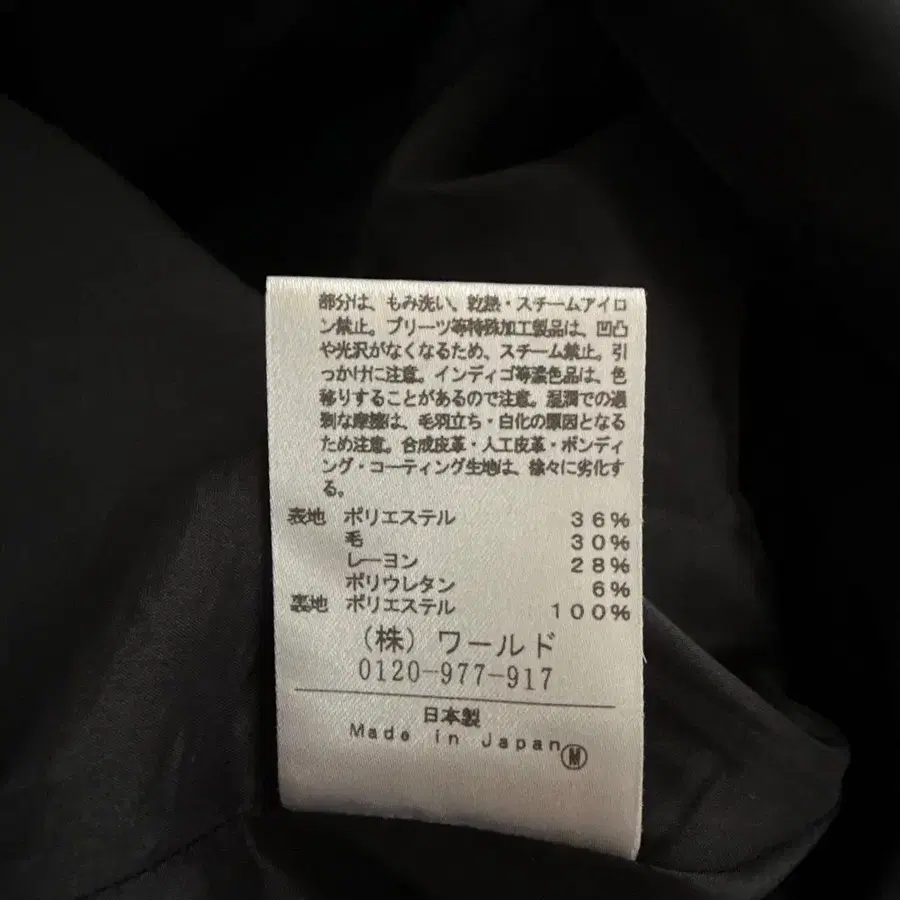 部分は、もみ洗い、乾熱・スチームアイロ
ン禁止。プリーツ等特殊加工製品は、凹凸
や光沢がなくなるため、スチーム禁止。引
っかけに注意。インディゴ等濃色品は、色
移りすることがあるので注意。湿潤での過
剰な摩擦は、毛羽立ち・白化の原因となる
ため注意。合成皮革・人工皮革・ボンディ
ング・コーティング生地は、徐々に劣化す
る。
表地 ポリエステル 36%
毛 30%
レーヨン 28%
ポリウレタン 6%
裏地 ポリエステル 100%
(株)ワールド
0120-977-917
日本製
Made in Japan Ⓜ